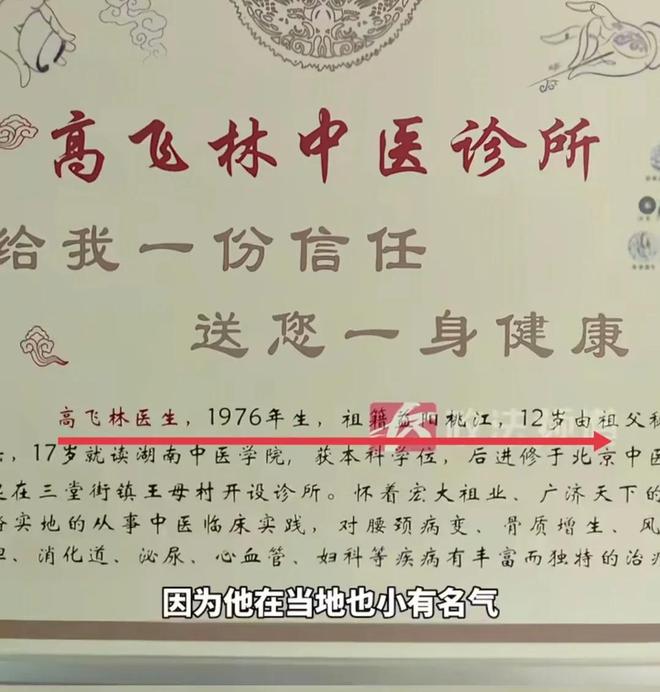 高飞林中医诊所
给我一份信任
送您一身健康
高飞林医生，1976年生，祖籍益阳桃江，12岁由祖父
，17岁就读湖南中医学院，获本科学位，后进修于北京中医
在三堂街镇王母村开设诊所。怀着宏大祖业、广济天下的
实地的从事中医临床实践，对腰颈病变、骨质增生、风
、消化道、泌尿、心血管、妇科等疾病有丰富而独特的治疗
因为他在当地也小有名气